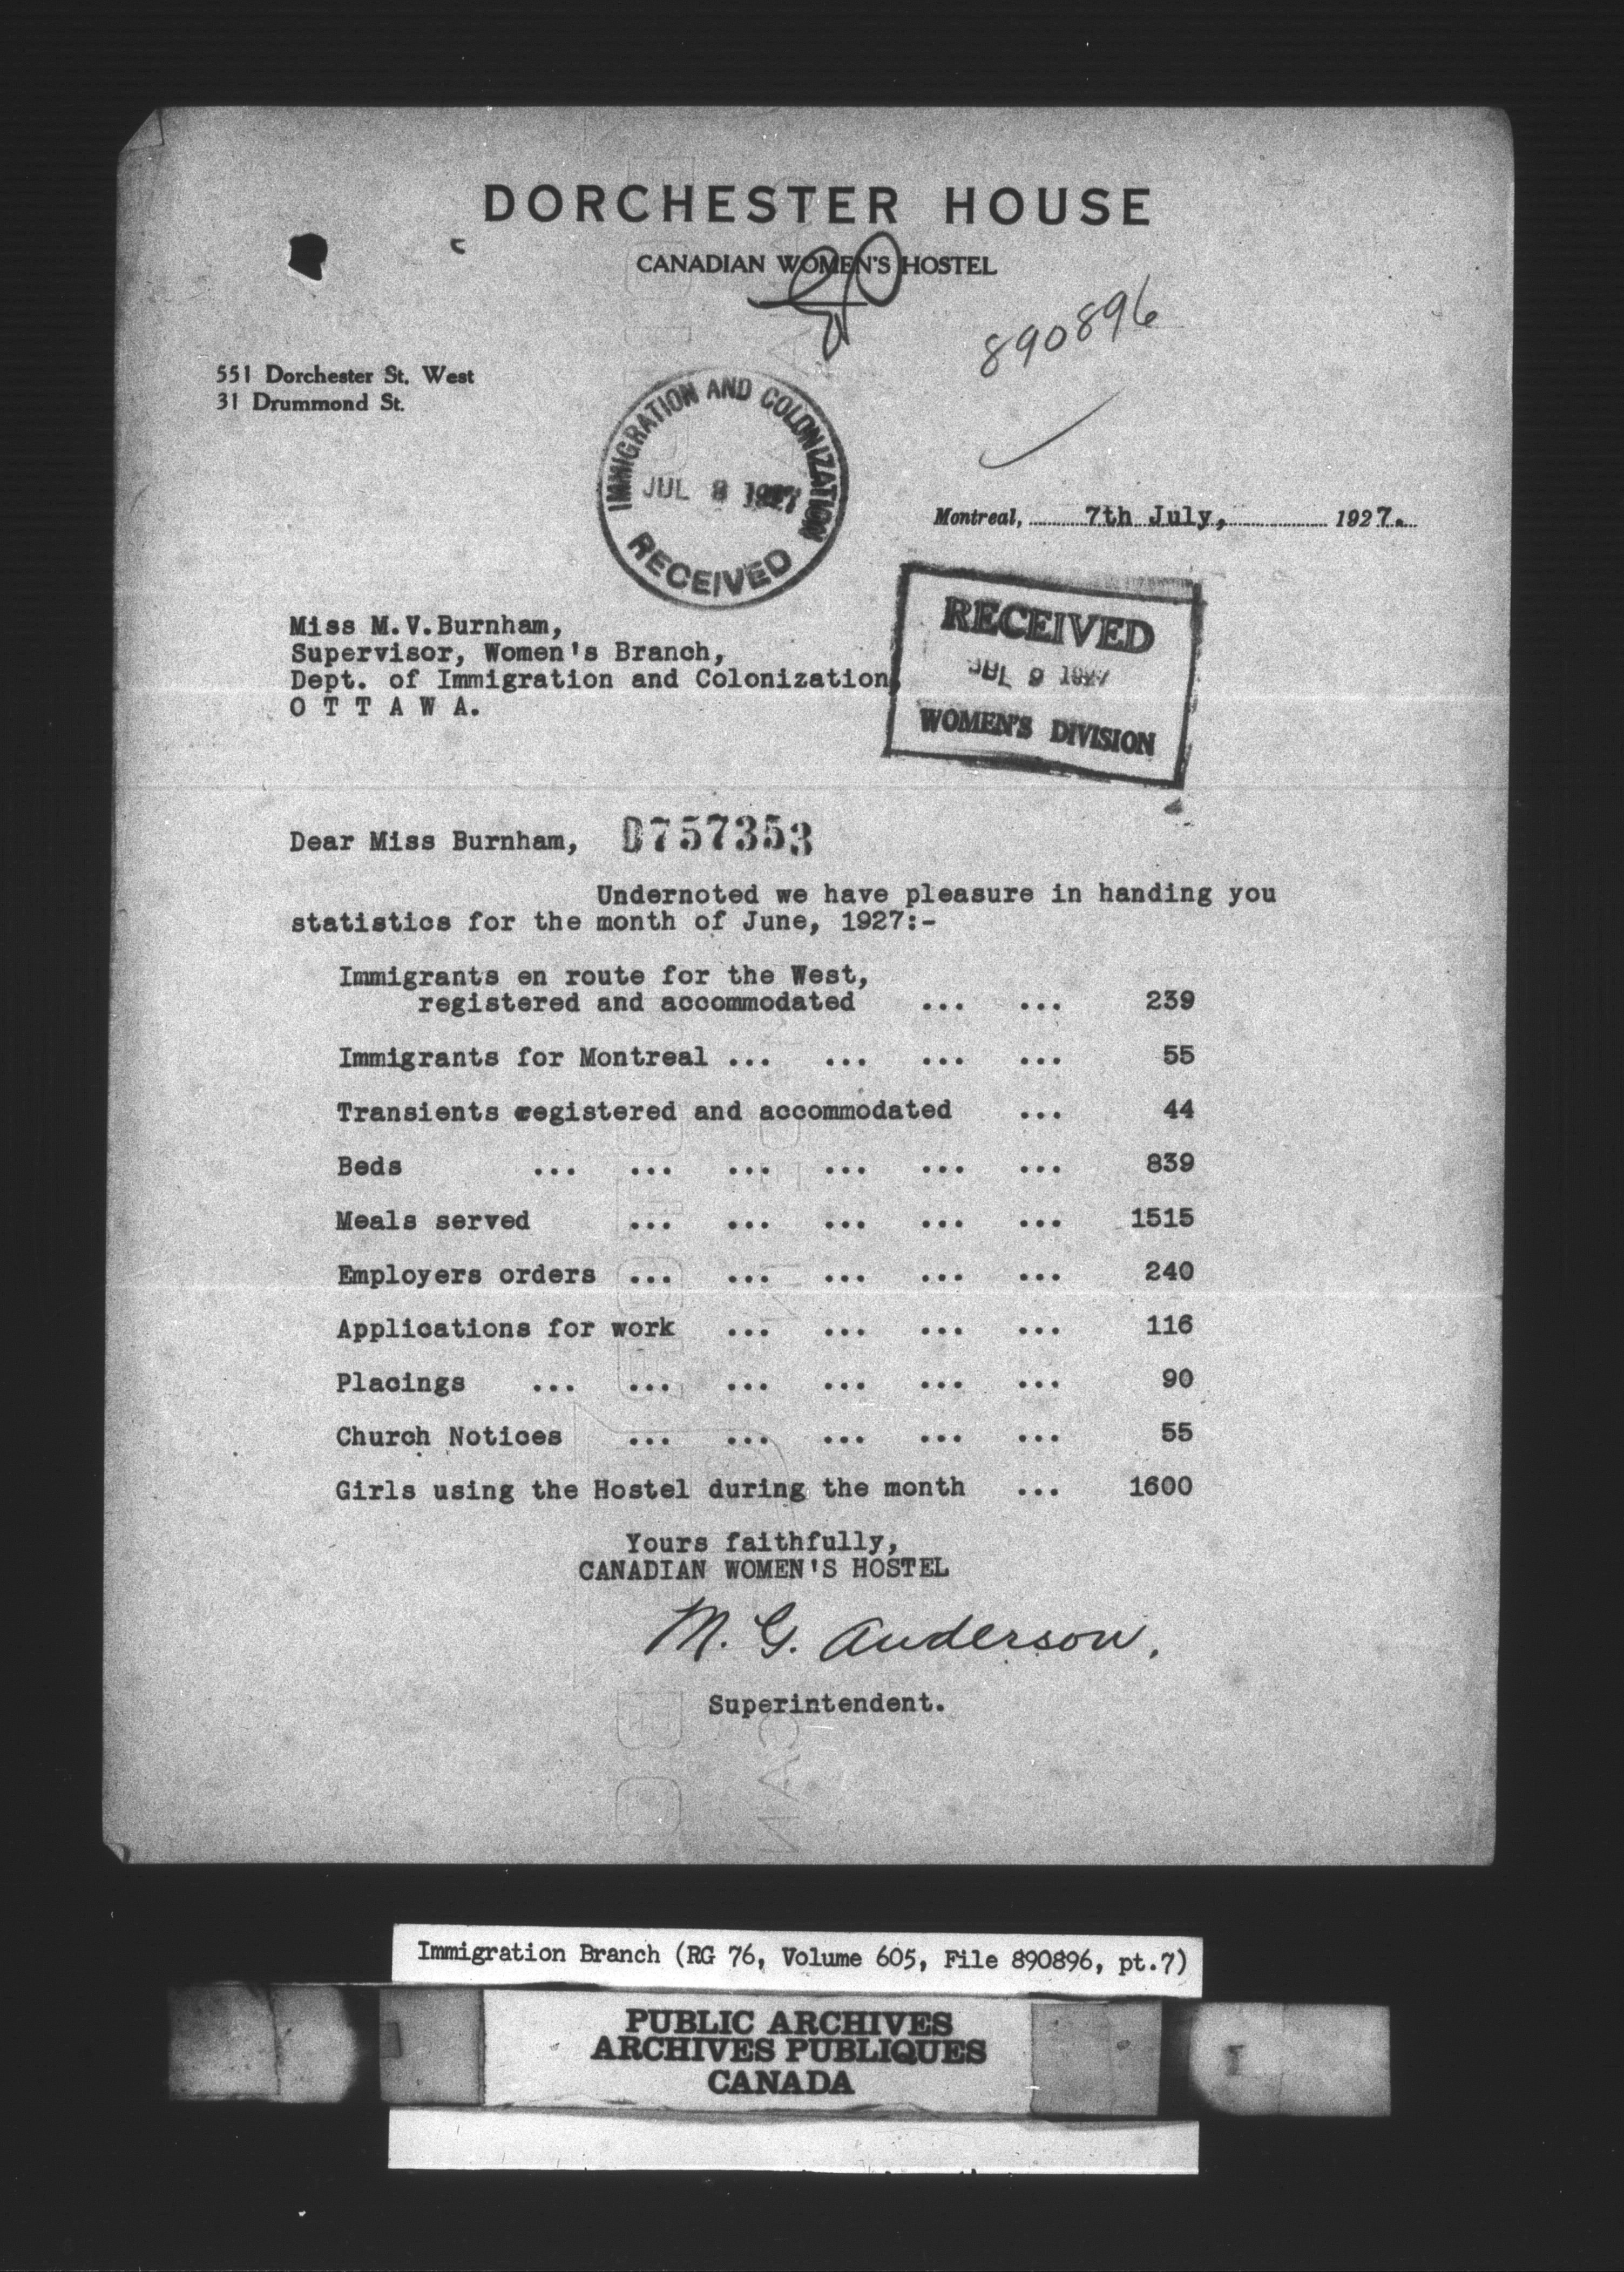 DORCHESTER HOUSE
CANADIAN WOMEN'S HOSTEL
890896
551 Dorchester St. West
31 Drummond St.
IMMIGRATION AND COLONIZATION
JUL 8 1927
RECEIVED
Montreal, 7th July, 1927.
RECEIVED
JUL 9 1927
WOMEN'S DIVISION
Miss M.V.Burnham,
Supervisor, Women's Branch,
Dept. of Immigration and Colonization,
O T T A W A.
Dear Miss Burnham, 0757353
Undernoted we have pleasure in handing you
statistics for the month of June, 1927:-
Immigrants en route for the West,
registered and accommodated ... ... 239
Immigrants for Montreal ... ... ... ... 55
Transients registered and accommodated ... 44
Beds ... ... ... ... ... ... 839
Meals served ... ... ... ... ... 1515
Employers orders ... ... ... ... ... 240
Applications for work ... ... ... ... 116
Placings ... ... ... ... ... ... 90
Church Notices ... ... ... ... ... 55
Girls using the Hostel during the month ... 1600
Yours faithfully,
CANADIAN WOMEN'S HOSTEL
M. G. Anderson.
Superintendent.
Immigration Branch (RG 76, Volume 605, File 890896, pt.7)
PUBLIC ARCHIVES
ARCHIVES PUBLIQUES
CANADA